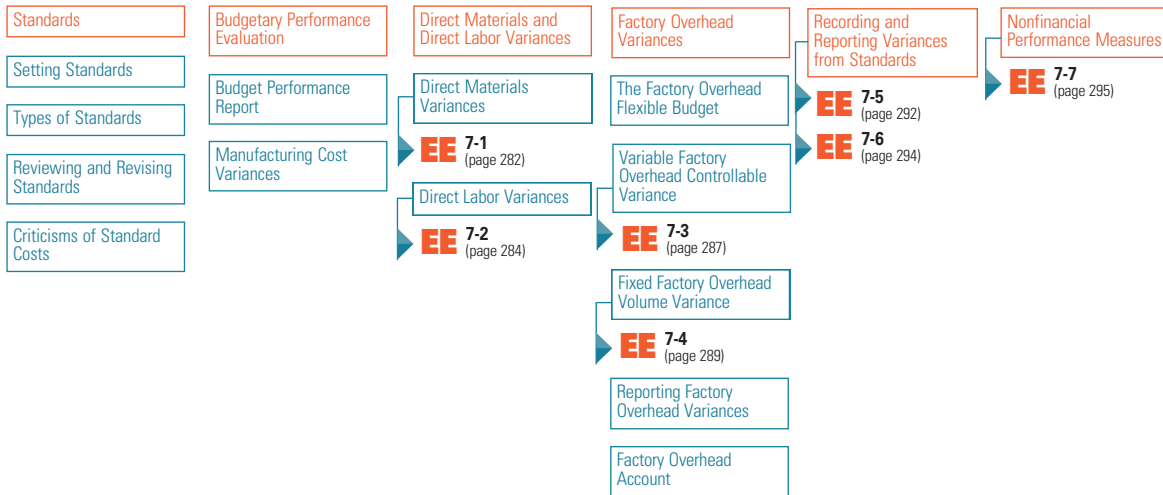 Standards
Setting Standards
Types of Standards
Reviewing and Revising
Standards
Criticisms of Standard
Costs
Budgetary Performance
Evaluation
Budget Performance
Report
Manufacturing Cost
Variances
Direct Materials and
Direct Labor Variances
Direct Materials
Variances
EE 7-1
(page 282)
Direct Labor Variances
EE 7-2
(page 284)
Factory Overhead
Variances
The Factory Overhead
Flexible Budget
Variable Factory
Overhead Controllable
Variance
EE 7-3
(page 287)
Fixed Factory Overhead
Volume Variance
EE 7-4
(page 289)
Reporting Factory
Overhead Variances
Factory Overhead
Account
Recording and
Reporting Variances
from Standards
EE 7-5
(page 292)
EE 7-6
(page 294)
Nonfinancial
Performance Measures
EE 7-7
(page 295)